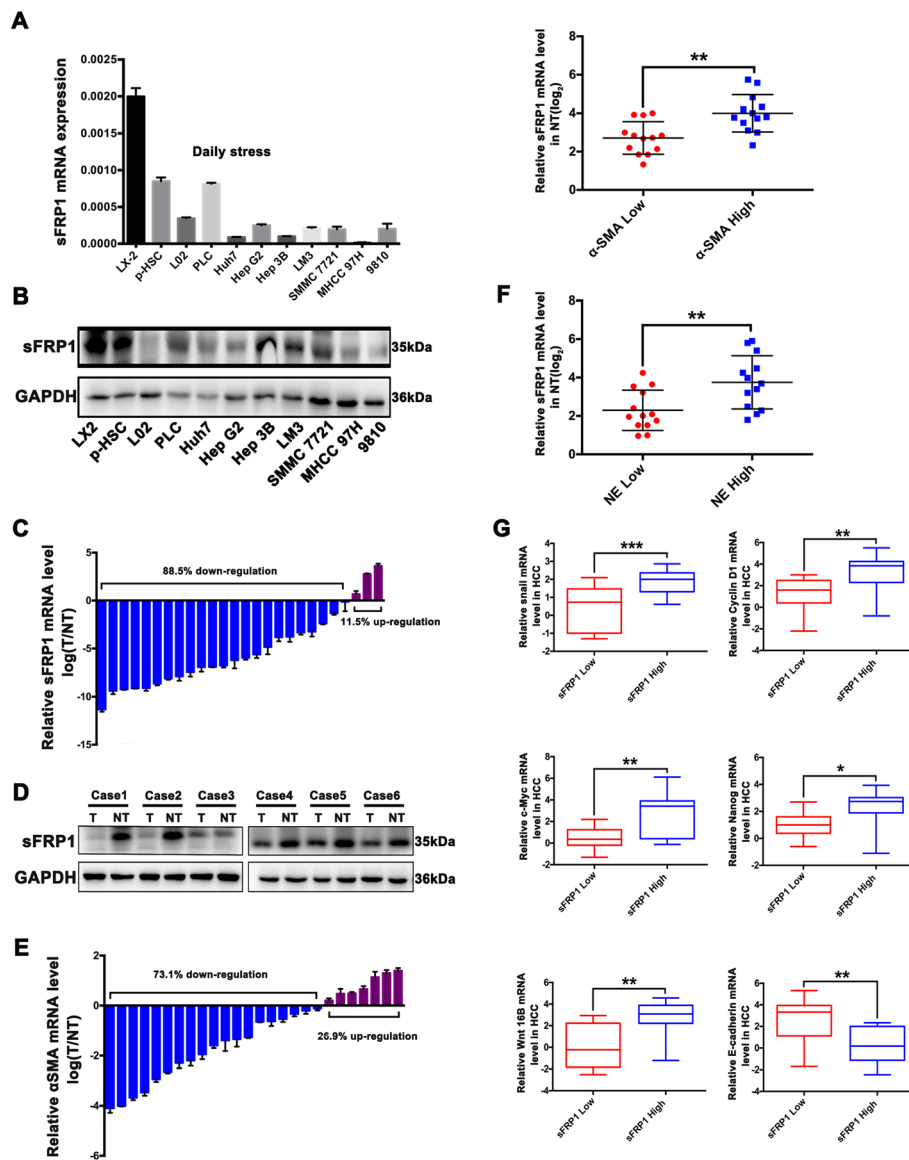 A
sFRP1 mRNA expression
0.0020
0.0015
0.0010
0.0005
0.0000
Daily stress
LX-2
p-HSC
L02
PLC
Huh7
Hep G2
Hep 3B
LM3
SMMC 7721
MHCC 97H
9810
Relative sFRP1 mRNA level
in NT(log2)
8
6
4
2
0
**
α-SMA Low
α-SMA High
B
sFRP1
35kDa
GAPDH
36kDa
LX2
p-HSC
L02
PLC
Huh7
Hep G2
Hep 3B
LM3
SMMC 7721
MHCC 97H
9810
F
Relative sFRP1 mRNA level
in NT(log2)
8
6
4
2
0
**
NE Low
NE High
C
Relative sFRP1 mRNA level
log(T/NT)
5
0
-5
-10
-15
88.5% down-regulation
11.5% up-regulation
D
Case1 Case2 Case3 Case4 Case5 Case6
T NT T NT T NT T NT T NT T NT
sFRP1
35kDa
GAPDH
36kDa
E
Relative αSMA mRNA level
log(T/NT)
2
0
-2
-4
-6
73.1% down-regulation
26.9% up-regulation
G
Relative snail mRNA
level in HCC
4
3
2
1
0
-1
-2
***
sFRP1 Low
sFRP1 High
Relative Cyclin D1 mRNA
level in HCC
6
4
2
0
-2
-4
**
sFRP1 Low
sFRP1 High
Relative c-Myc mRNA
level in HCC
8
6
4
2
0
-2
**
sFRP1 Low
sFRP1 High
Relative Nanog mRNA
level in HCC
6
4
2
0
-2
*
sFRP1 Low
sFRP1 High
Relative Wnt 16B mRNA
level in HCC
6
4
2
0
-2
-4
**
sFRP1 Low
sFRP1 High
Relative E-cadherin mRNA
level in HCC
6
4
2
0
-2
-4
**
sFRP1 Low
sFRP1 High